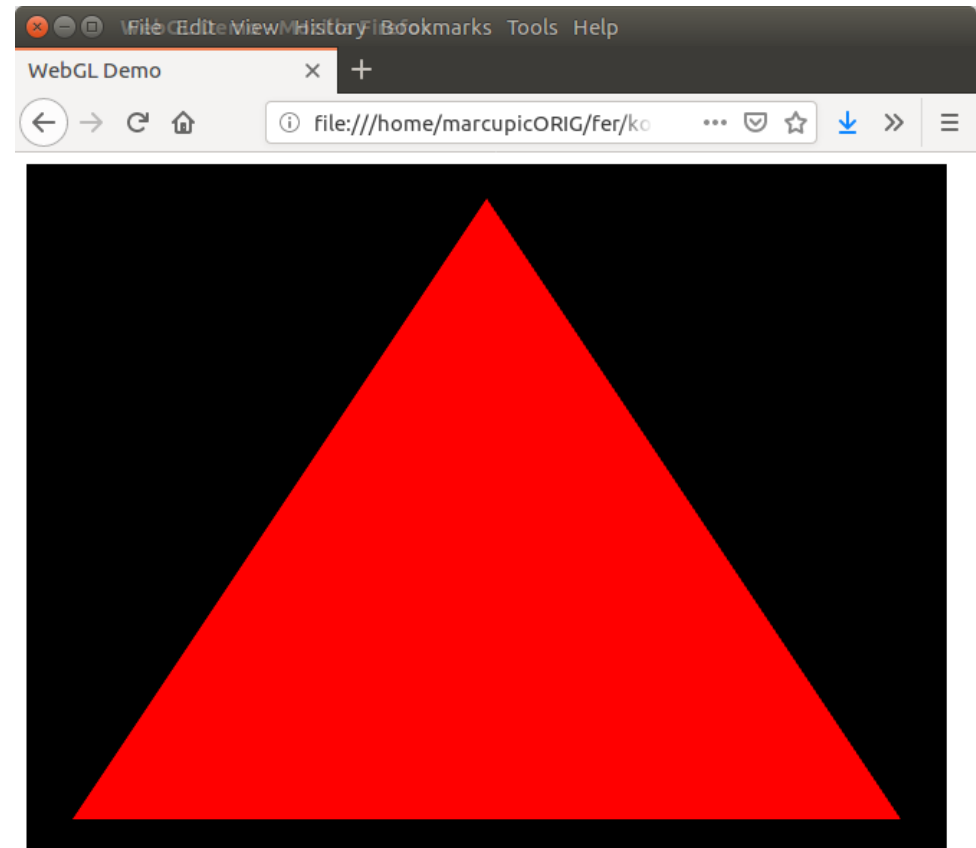 File Edit View History Bookmarks Tools Help
WebGL Demo
file:///home/marcupicORIG/fer/ko